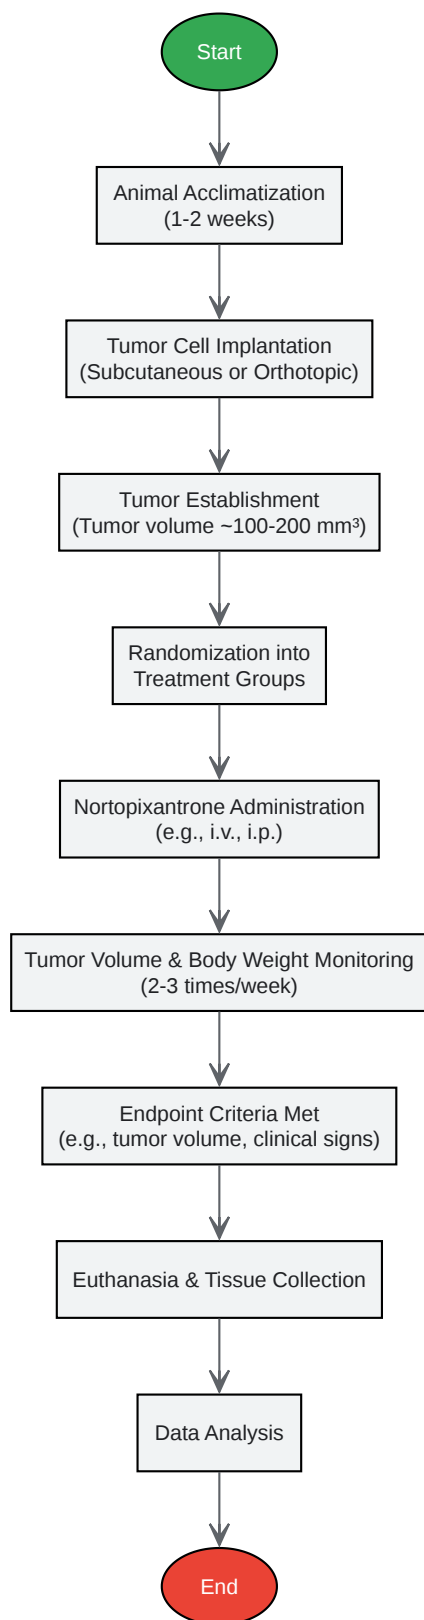 Start
Animal Acclimatization
(1-2 weeks)
Tumor Cell Implantation
(Subcutaneous or Orthotopic)
Tumor Establishment
(Tumor volume ~100-200 mm³)
Randomization into
Treatment Groups
Nortopixantrone Administration
(e.g., i.v., i.p.)
Tumor Volume & Body Weight Monitoring
(2-3 times/week)
Endpoint Criteria Met
(e.g., tumor volume, clinical signs)
Euthanasia & Tissue Collection
Data Analysis
End